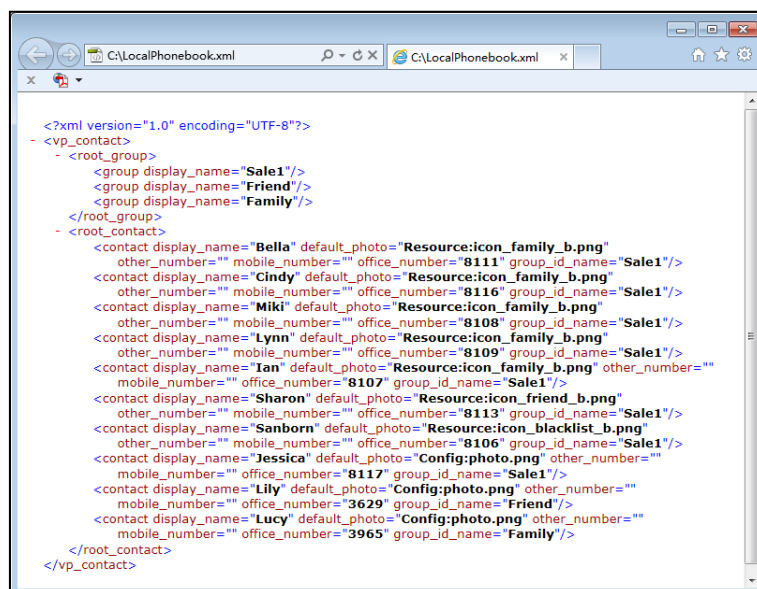 C:\LocalPhonebook.xml
C:\LocalPhonebook.xml
x
<?xml version="1.0" encoding="UTF-8"?>
- <vp_contact>
- <root_group>
<group display_name="Sale1"/>
<group display_name="Friend"/>
<group display_name="Family"/>
</root_group>
- <root_contact>
<contact display_name="Bella" default_photo="Resource:icon_family_b.png"
other_number="" mobile_number="" office_number="8111" group_id_name="Sale1"/>
<contact display_name="Cindy" default_photo="Resource:icon_family_b.png"
other_number="" mobile_number="" office_number="8116" group_id_name="Sale1"/>
<contact display_name="Miki" default_photo="Resource:icon_family_b.png"
other_number="" mobile_number="" office_number="8108" group_id_name="Sale1"/>
<contact display_name="Lynn" default_photo="Resource:icon_family_b.png"
other_number="" mobile_number="" office_number="8109" group_id_name="Sale1"/>
<contact display_name="Ian" default_photo="Resource:icon_family_b.png" other_number=""
mobile_number="" office_number="8107" group_id_name="Sale1"/>
<contact display_name="Sharon" default_photo="Resource:icon_friend_b.png"
other_number="" mobile_number="" office_number="8113" group_id_name="Sale1"/>
<contact display_name="Sanborn" default_photo="Resource:icon_blacklist_b.png"
other_number="" mobile_number="" office_number="8106" group_id_name="Sale1"/>
<contact display_name="Jessica" default_photo="Config:photo.png" other_number=""
mobile_number="" office_number="8117" group_id_name="Sale1"/>
<contact display_name="Lily" default_photo="Config:photo.png" other_number=""
mobile_number="" office_number="3629" group_id_name="Friend"/>
<contact display_name="Lucy" default_photo="Config:photo.png" other_number=""
mobile_number="" office_number="3965" group_id_name="Family"/>
</root_contact>
</vp_contact>